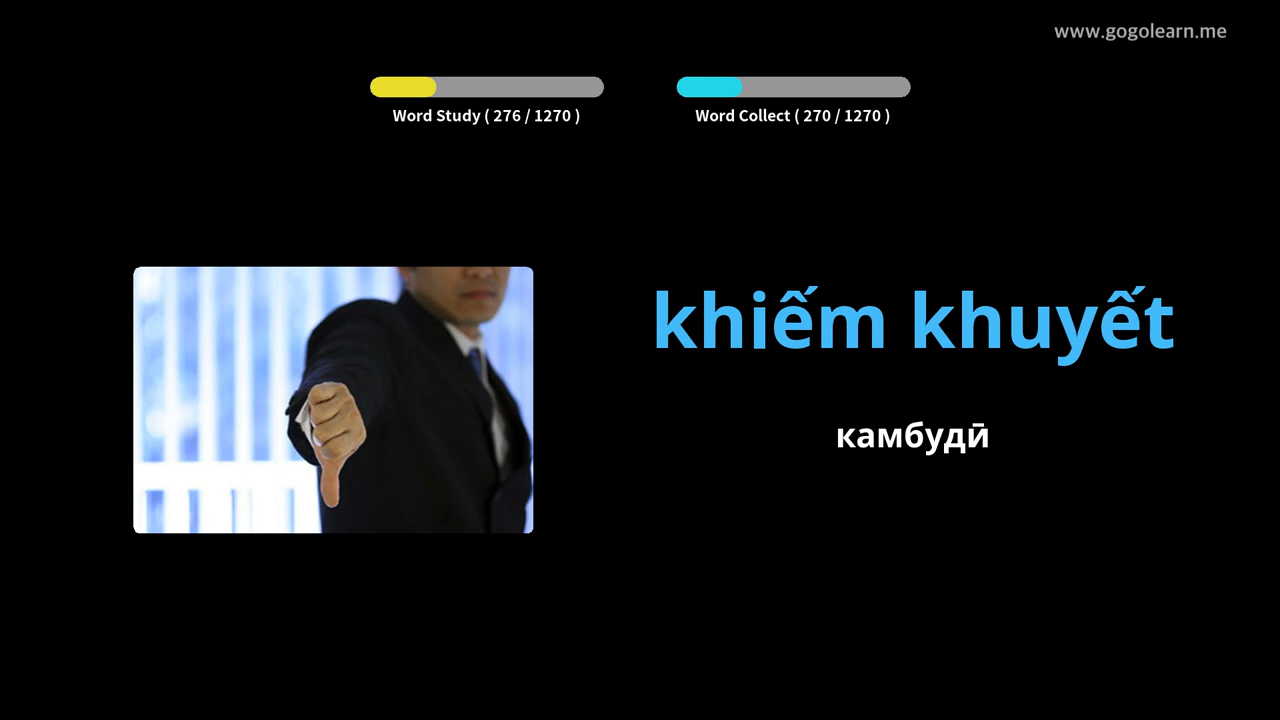 www.gogolearn.me
Word Study ( 276 / 1270 )
Word Collect ( 270 / 1270 )
khiếm khuyết
камбудӣ